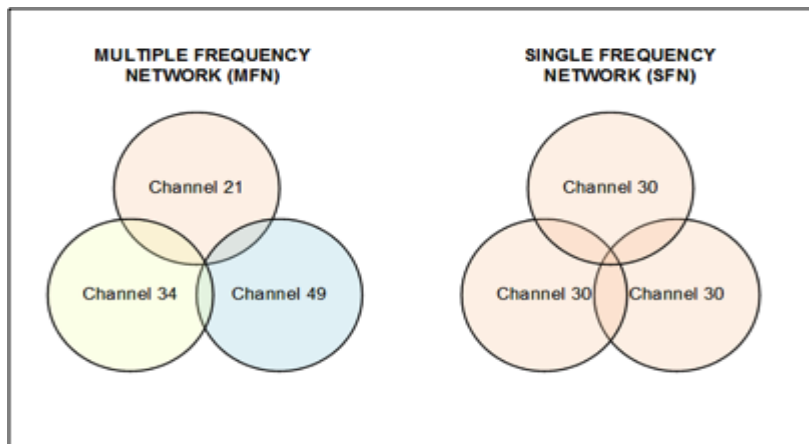 MULTIPLE FREQUENCY
NETWORK (MFN)
Channel 21
Channel 34
Channel 49
SINGLE FREQUENCY
NETWORK (SFN)
Channel 30
Channel 30
Channel 30